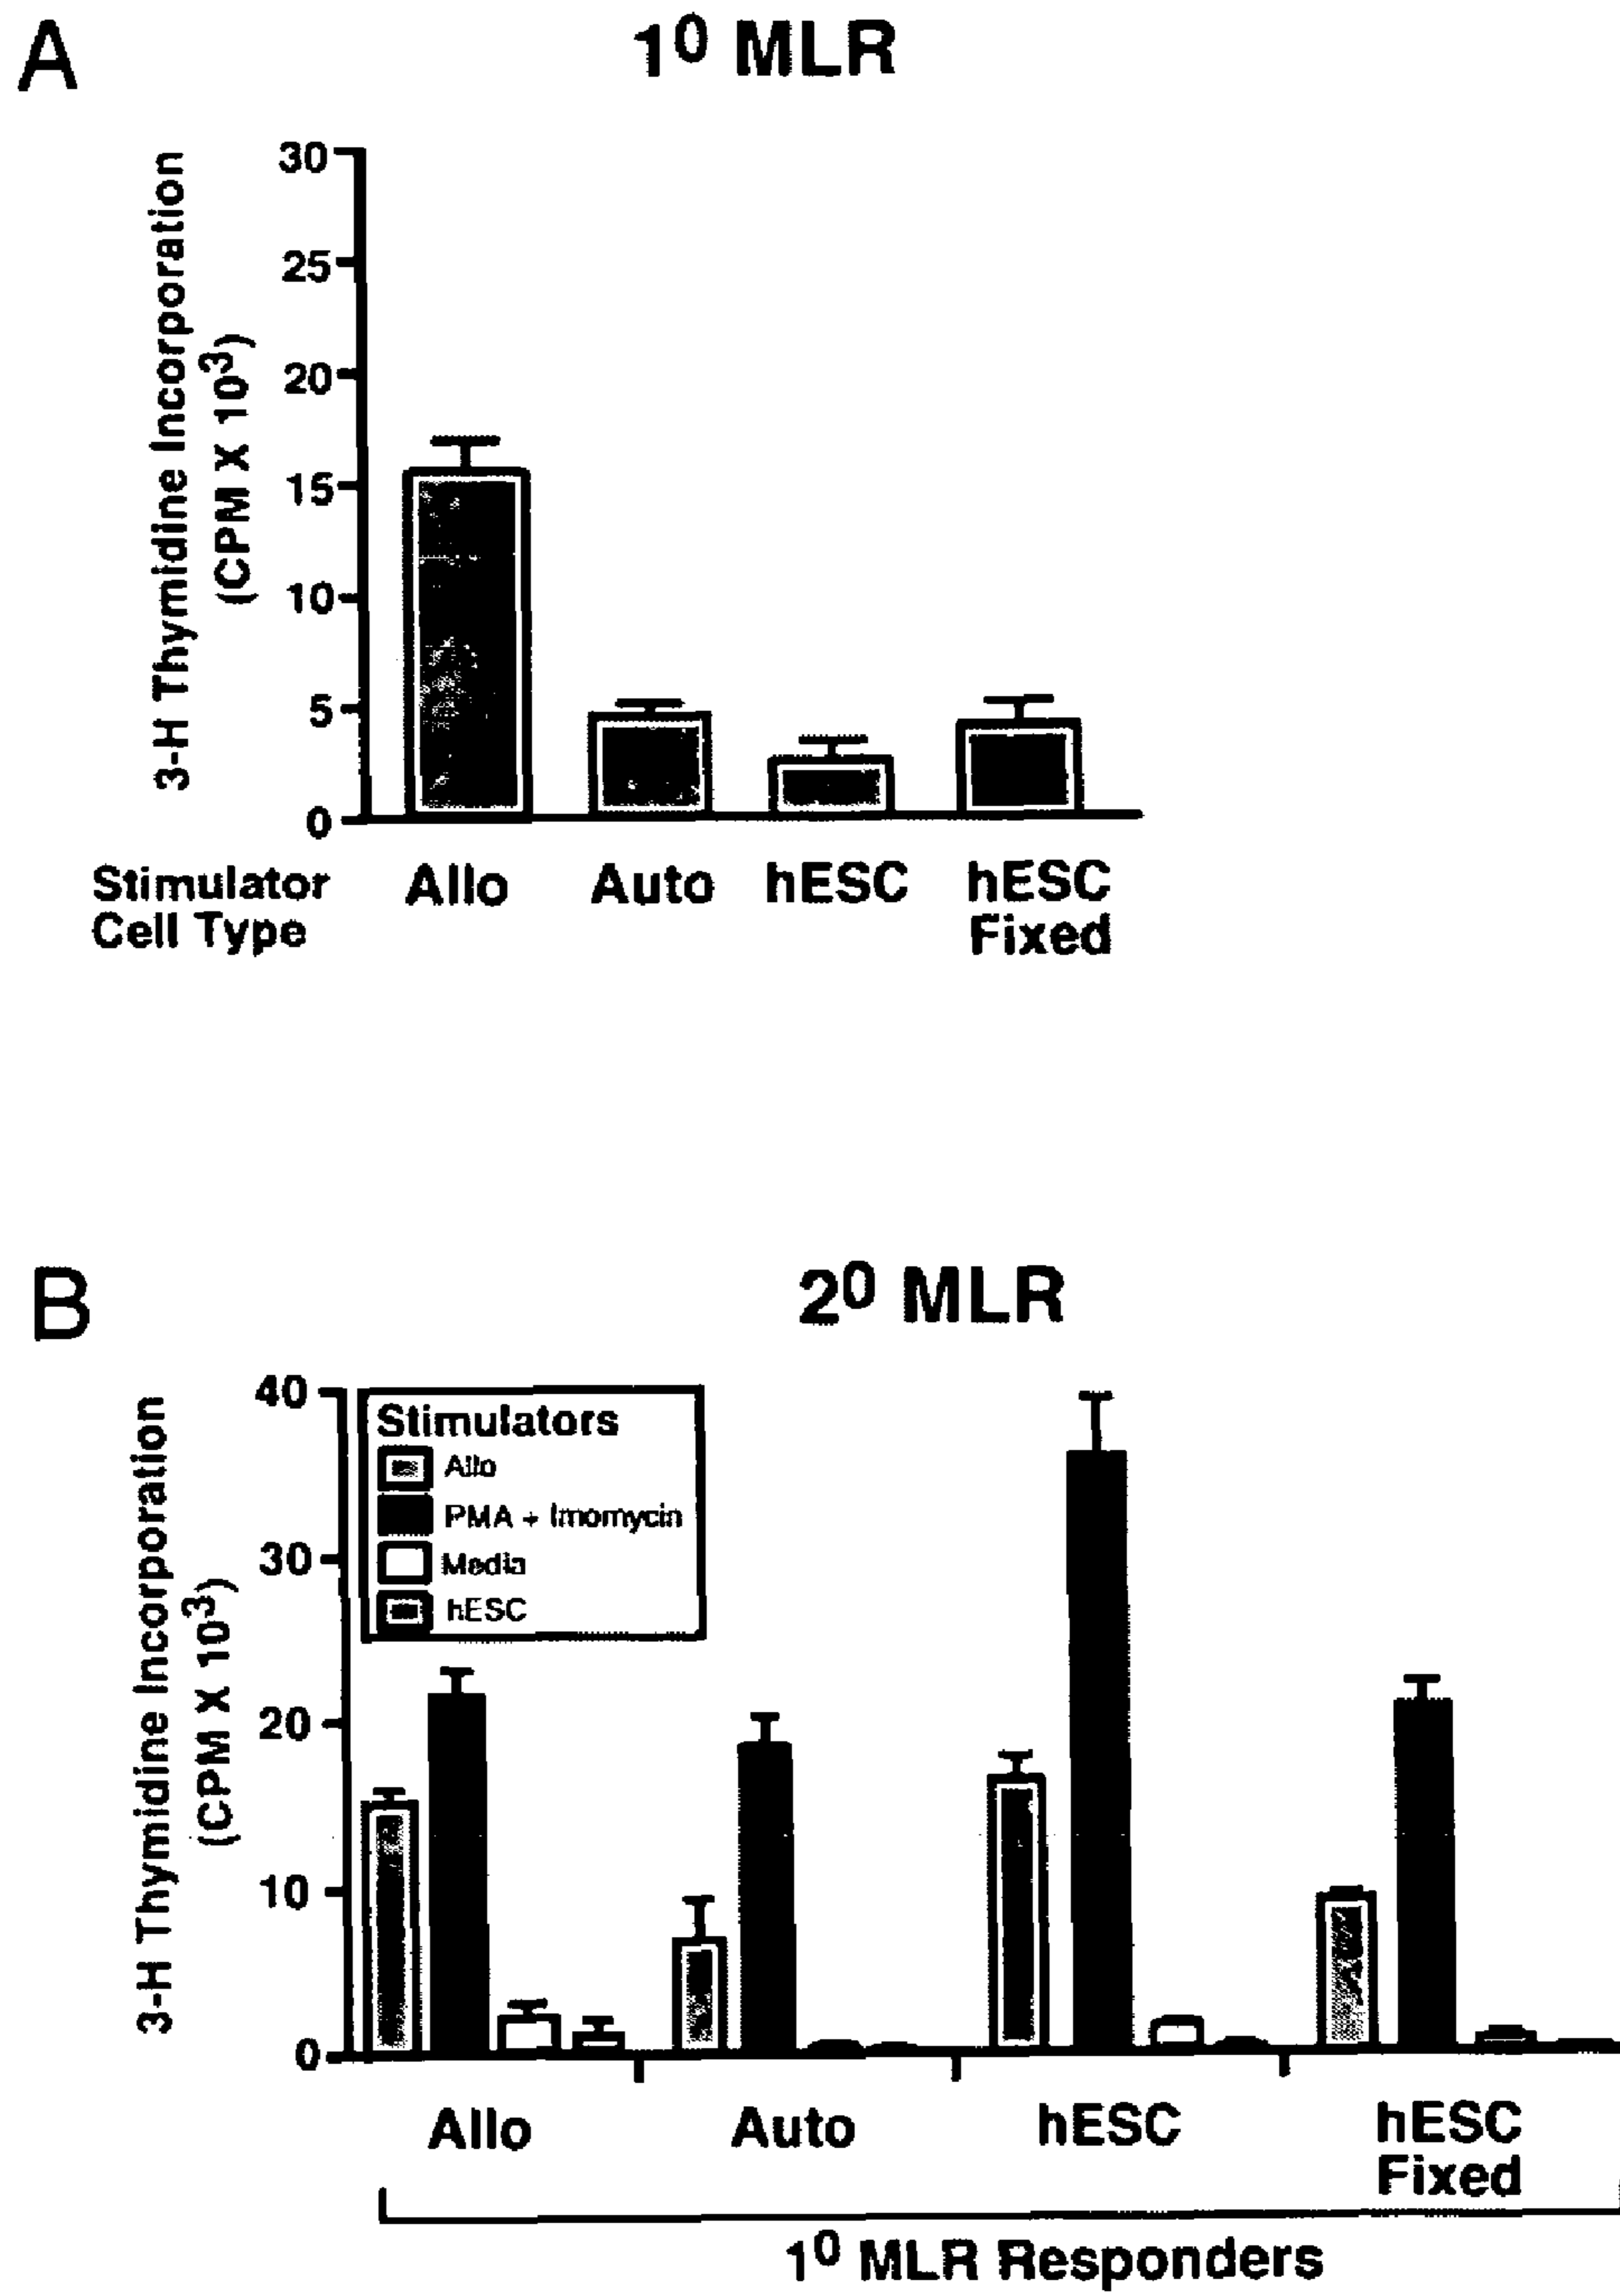 A
1⁰ MLR
3-H Thymidine Incorporation
(CPM X 10³)
30
25
20
15
10
5
0
Stimulator
Cell Type
Allo
Auto
hESC
hESC
Fixed
B
2⁰ MLR
3-H Thymidine Incorporation
(CPM X 10³)
40
30
20
10
0
Stimulators
Allo
PMA + Imomycin
Media
hESC
Allo
Auto
hESC
hESC
Fixed
1⁰ MLR Responders